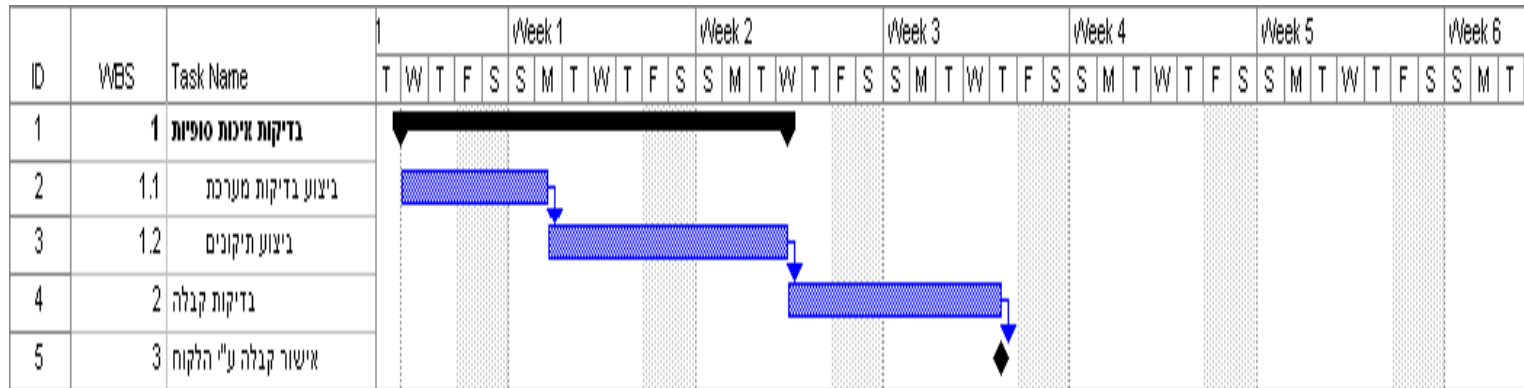 1 Week 1 Week 2 Week 3 Week 4 Week 5 Week 6
ID WBS Task Name T W T F S S M T W T F S S M T W T F S S M T W T F S S M T W T F S S M T W T F S S M T
1 1 בדיקות איכות סופיות
2 1.1 ביצוע בדיקות מערכת
3 1.2 ביצוע תיקונים
4 2 בדיקות קבלה
5 3 אישור קבלה ע"י הלקוח